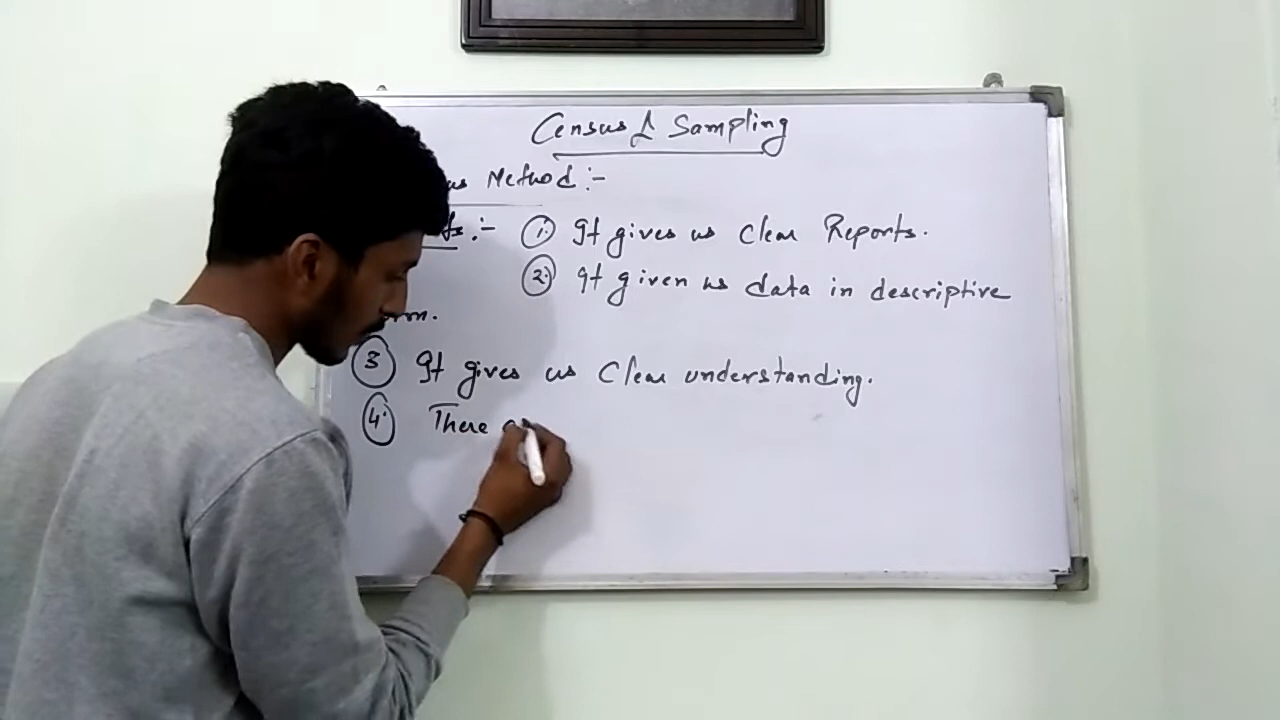 Census & Sampling
Method :-
:- 1. It gives us Clear Reports.
2. It given us data in descriptive
3 It gives us Clear understanding.
4. There